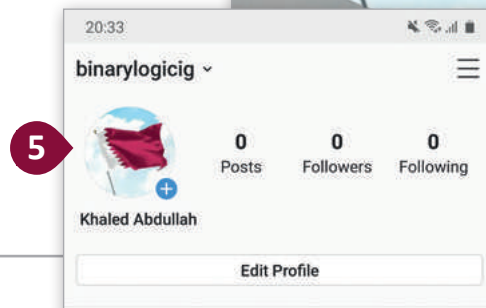 20:33
binarylogicig
5
0 0 0
Posts Followers Following
Khaled Abdullah
Edit Profile